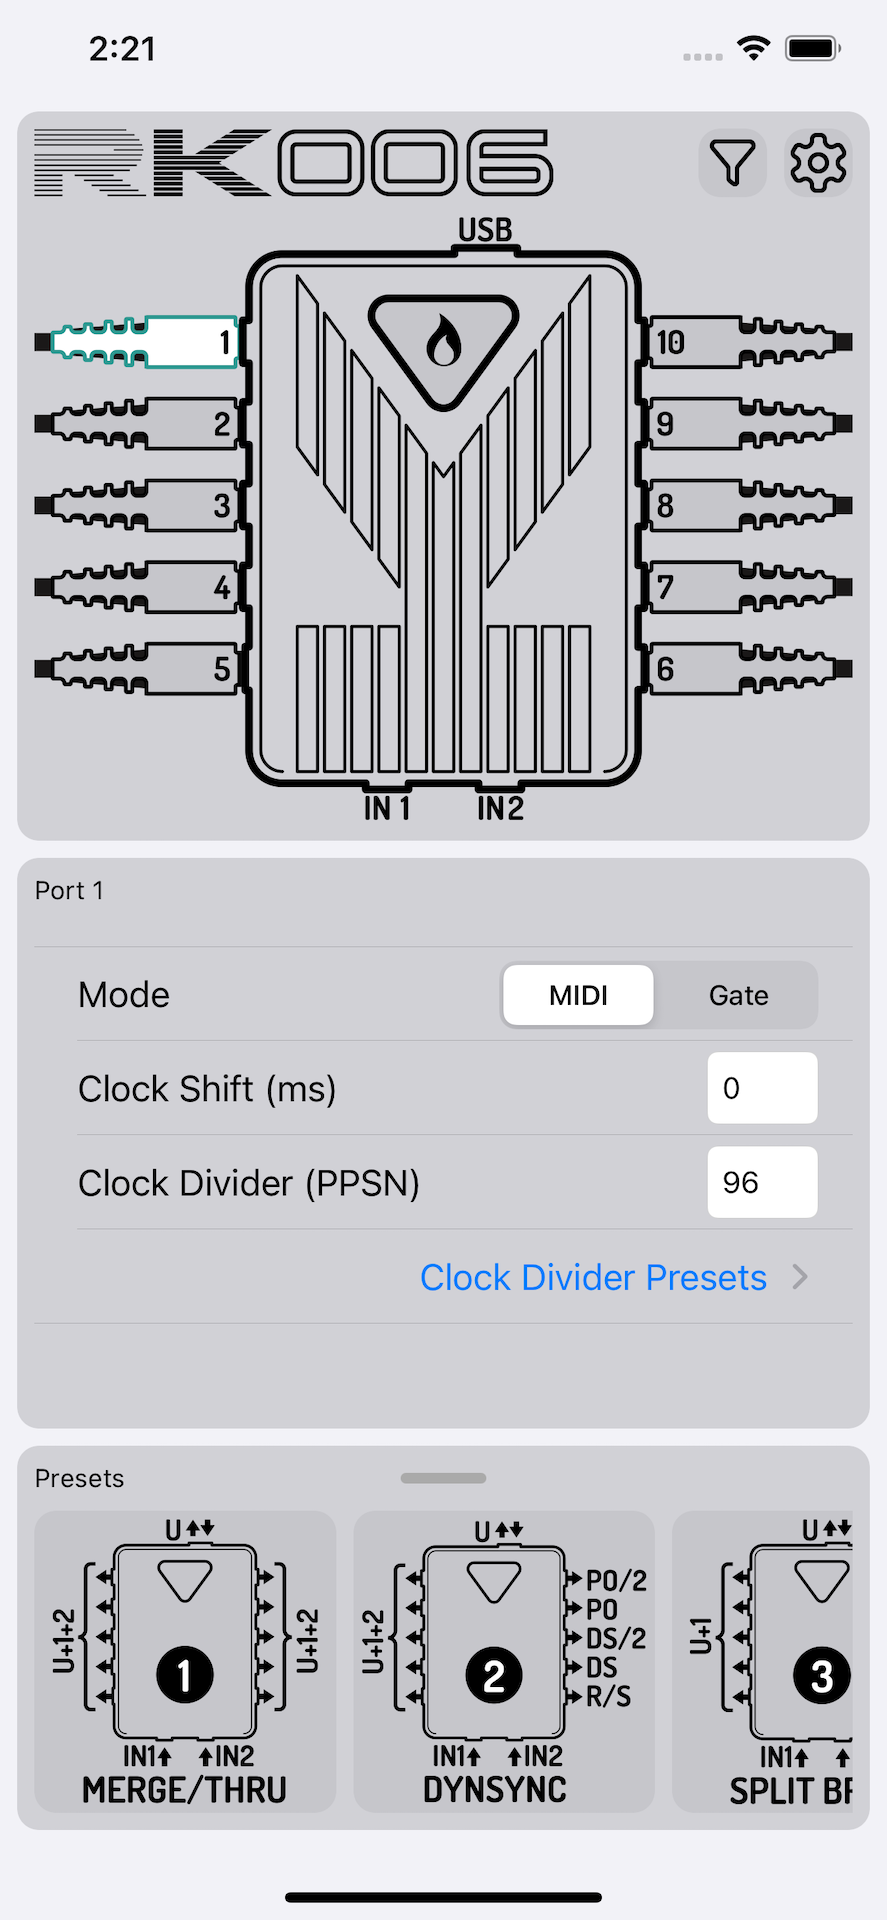 2:21
RK006
USB
1
10
2
9
3
8
4
7
5
6
IN 1
IN 2
Port 1
Mode
MIDI
Gate
Clock Shift (ms)
0
Clock Divider (PPSN)
96
Clock Divider Presets
Presets
U
U+1+2
U+1+2
1
IN1
IN2
MERGE/THRU
U
U+1+2
PO/2
PO
DS/2
DS
R/S
2
IN1
IN2
DYNSYNC
U
U+1
3
IN1
SPLIT